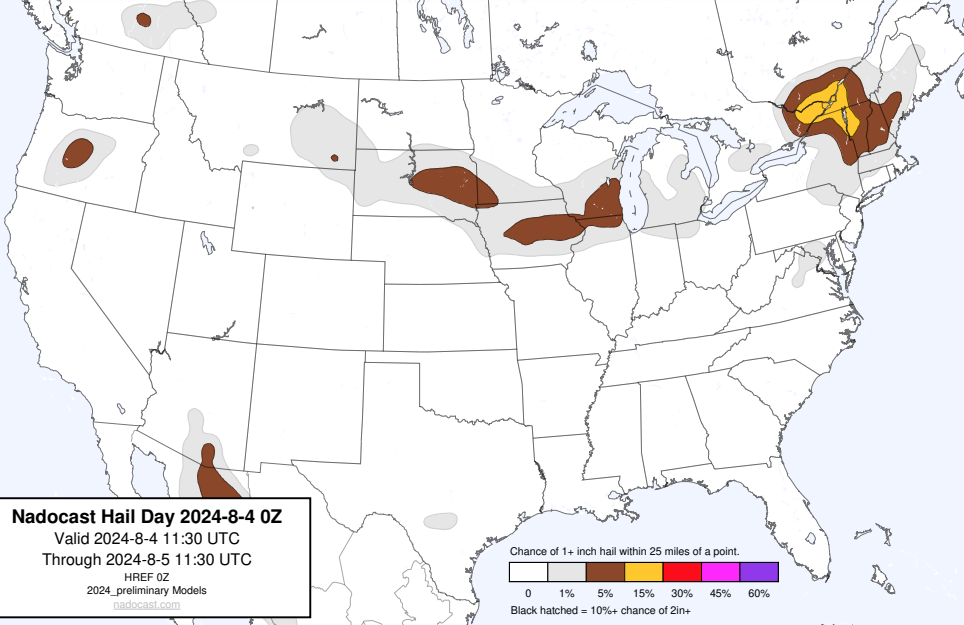 Nadocast Hail Day 2024-8-4 0Z
Valid 2024-8-4 11:30 UTC
Through 2024-8-5 11:30 UTC
HREF 0Z
2024_preliminary Models
nadocast.com
Chance of 1+ inch hail within 25 miles of a point.
0 1% 5% 15% 30% 45% 60%
Black hatched = 10%+ chance of 2in+